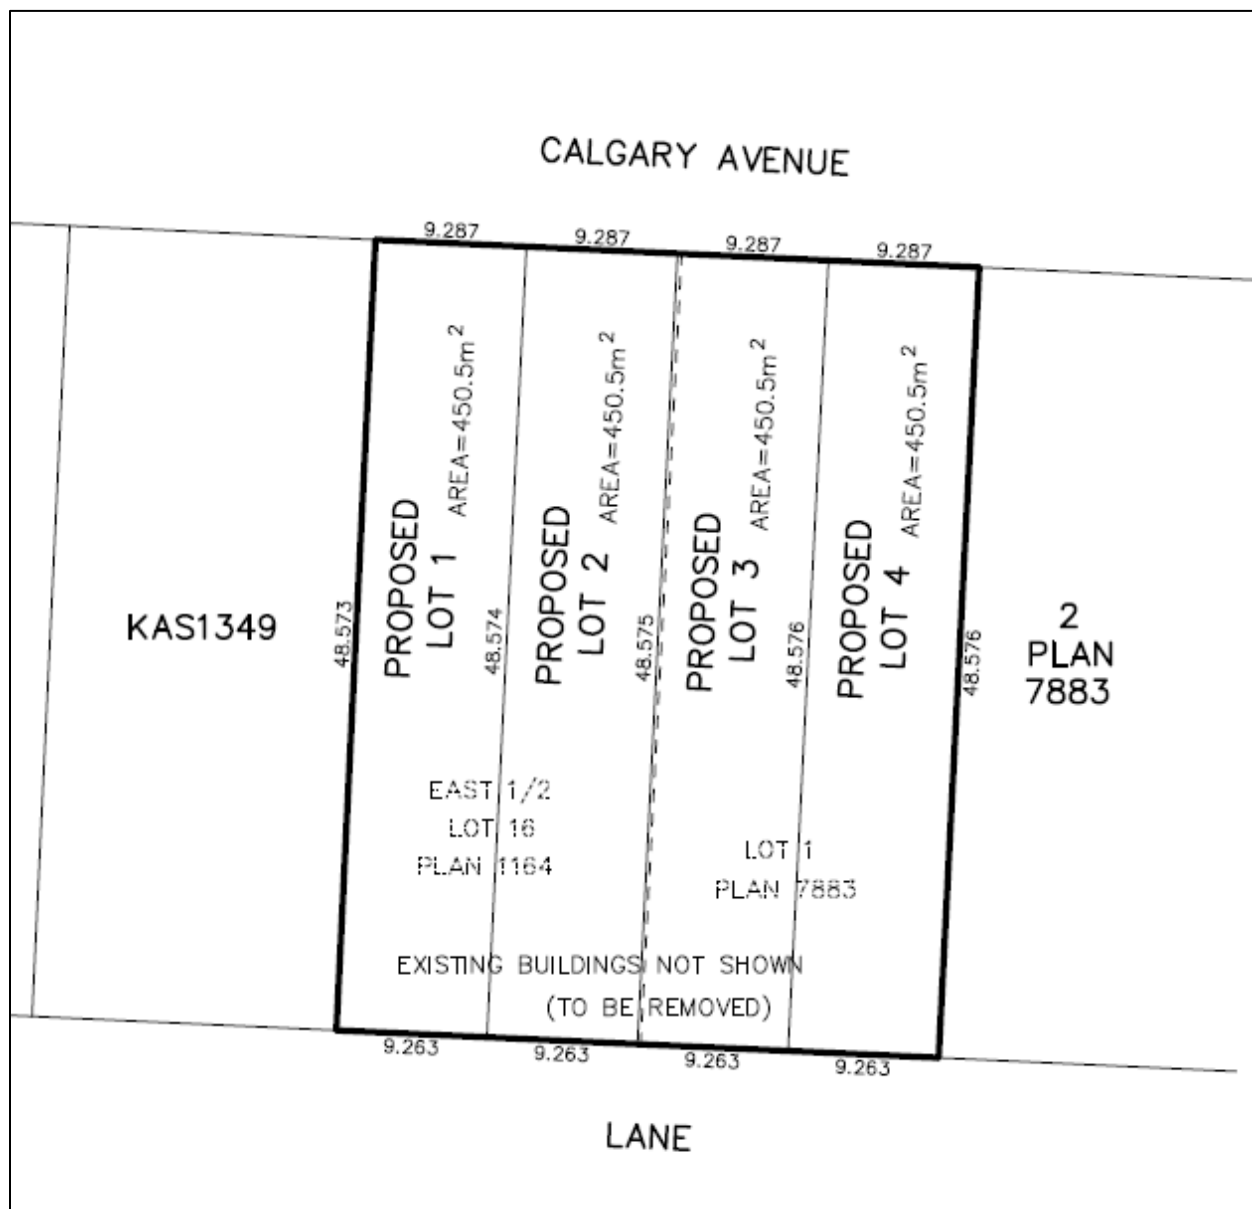 CALGARY AVENUE
9.287
9.287
9.287
9.287
AREA=450.5m²
AREA=450.5m²
AREA=450.5m²
AREA=450.5m²
PROPOSED
LOT 1
PROPOSED
LOT 2
PROPOSED
LOT 3
PROPOSED
LOT 4
KAS1349
48.573
48.574
48.575
48.576
48.576
2
PLAN
7883
EAST 1/2
LOT 16
PLAN 1164
LOT 1
PLAN 7883
EXISTING BUILDINGS NOT SHOWN
(TO BE REMOVED)
9.263
9.263
9.263
9.263
LANE